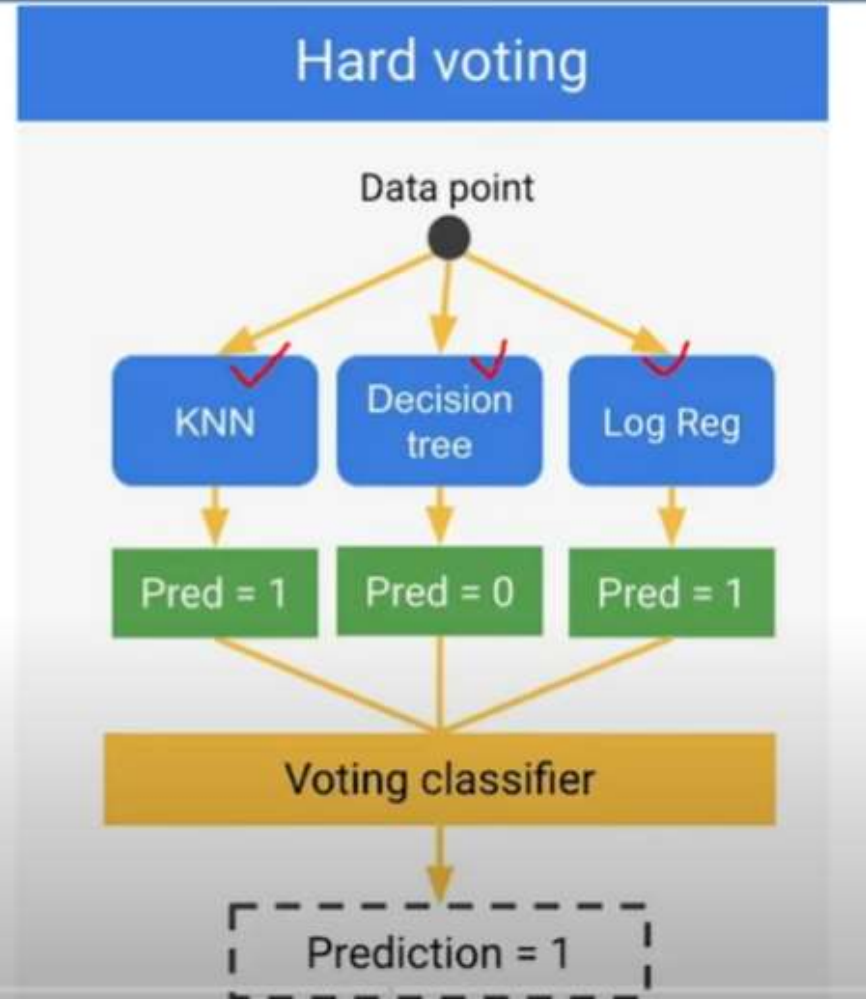 Hard voting
Data point
KNN
Decision
tree
Log Reg
Pred = 1
Pred = 0
Pred = 1
Voting classifier
Prediction = 1